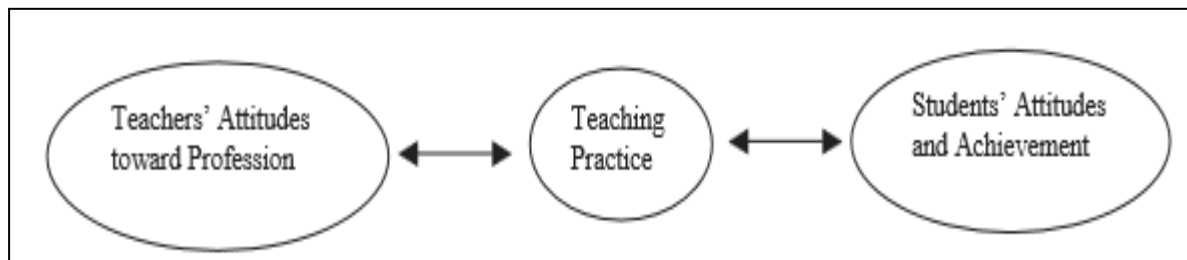 Teachers’ Attitudes
toward Profession
Teaching
Practice
Students’ Attitudes
and Achievement